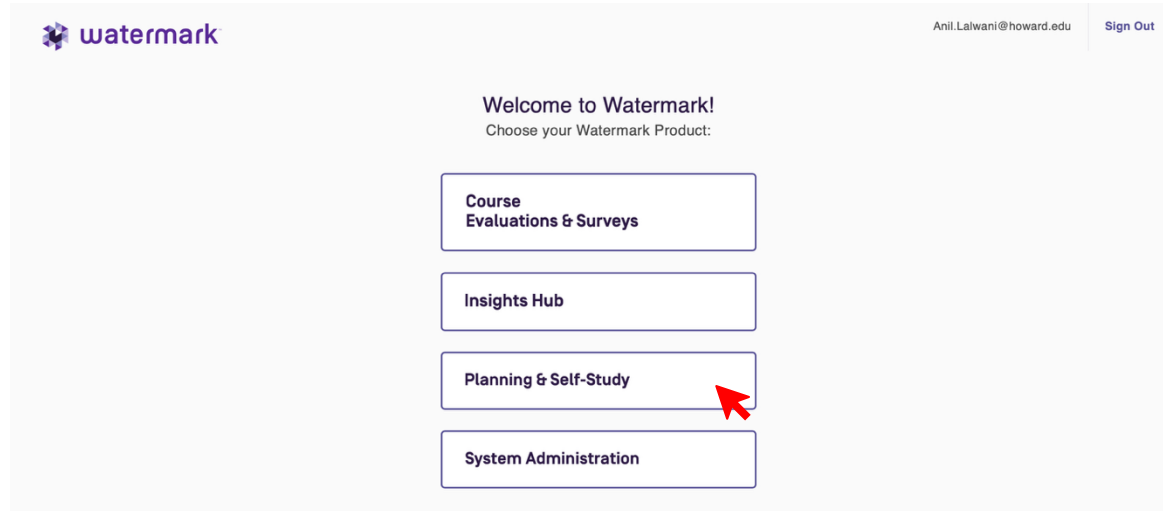 watermark
Anil.Lalwani@howard.edu
Sign Out
Welcome to Watermark!
Choose your Watermark Product:
Course
Evaluations & Surveys
Insights Hub
Planning & Self-Study
System Administration